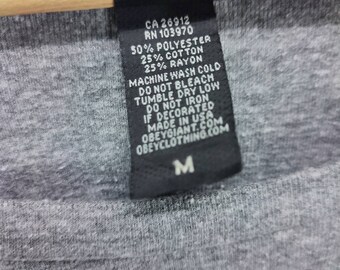 CA 26912
RN 103970
50% POLYESTER
25% COTTON
25% RAYON
MACHINE WASH COLD
DO NOT BLEACH
TUMBLE DRY LOW
DO NOT IRON
IF DECORATED
MADE IN USA
OBEYGIANT.COM
OBEYCLOTHING.COM
M